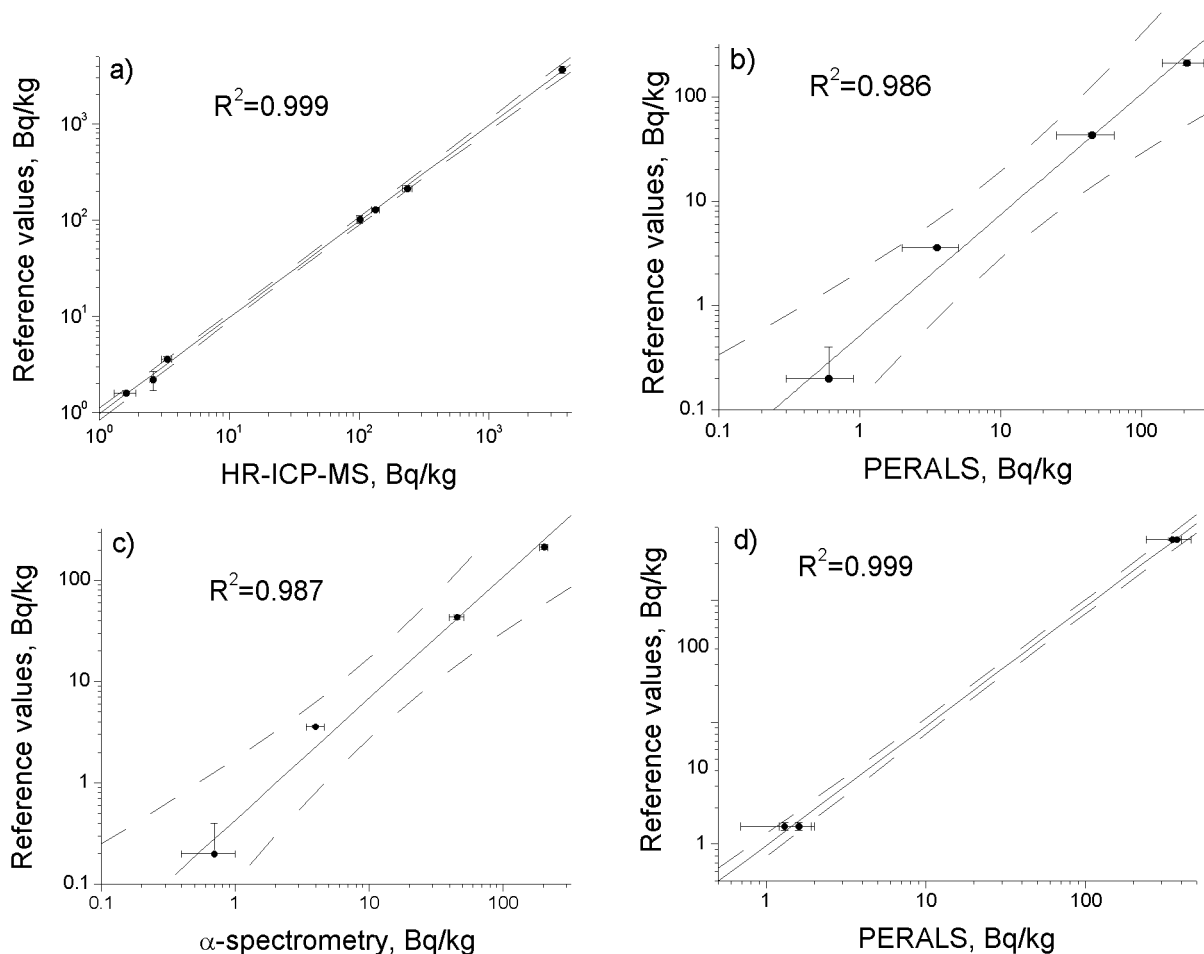 a)
R²=0.999
Reference values, Bq/kg
10³
10²
10¹
10⁰
10⁰ 10¹ 10² 10³
HR-ICP-MS, Bq/kg
b)
R²=0.986
Reference values, Bq/kg
100
10
1
0.1
0.1 1 10 100
PERALS, Bq/kg
c)
R²=0.987
Reference values, Bq/kg
100
10
1
0.1
0.1 1 10 100
α-spectrometry, Bq/kg
d)
R²=0.999
Reference values, Bq/kg
100
10
1
1 10 100
PERALS, Bq/kg